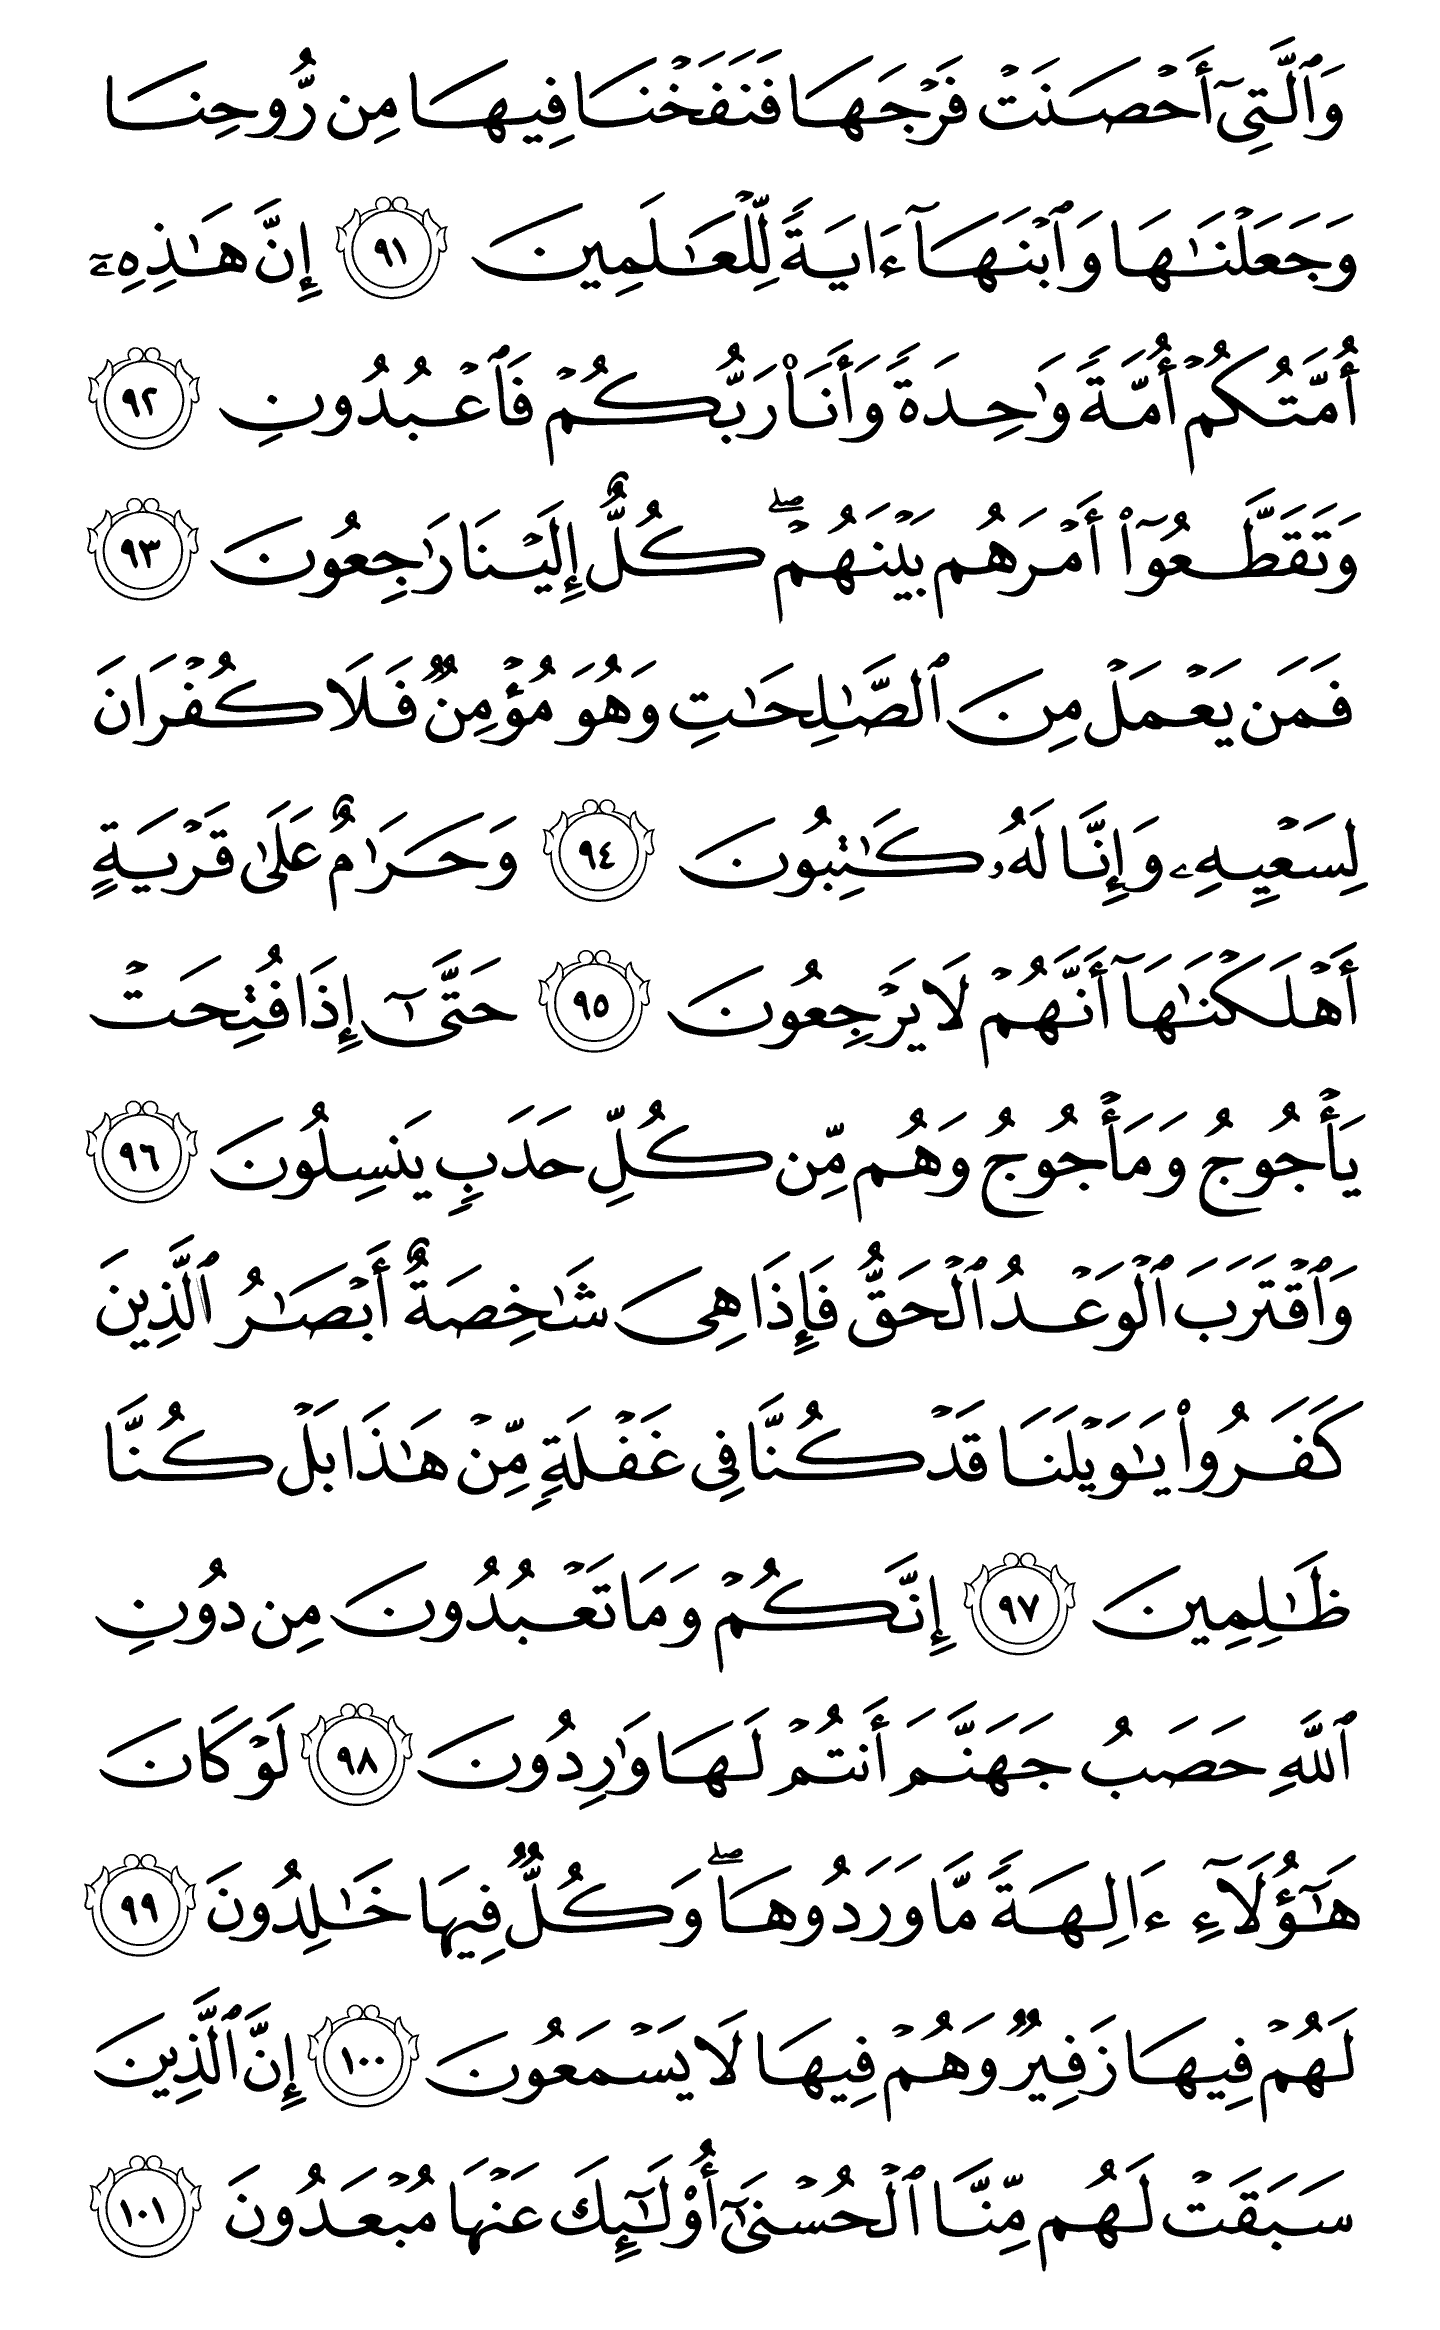 وَٱلَّتِىٓ أَحْصَنَتْ فَرْجَهَا فَنَفَخْنَا فِيهَا مِن رُّوحِنَا
وَجَعَلْنَٰهَا وَٱبْنَهَآ ءَايَةً لِّلْعَٰلَمِينَ ٩١ إِنَّ هَٰذِهِۦٓ
أُمَّتُكُمْ أُمَّةً وَٰحِدَةً وَأَنَا۠ رَبُّكُمْ فَٱعْبُدُونِ ٩٢
وَتَقَطَّعُوٓا۟ أَمْرَهُم بَيْنَهُمْ ۖ كُلٌّ إِلَيْنَا رَٰجِعُونَ ٩٣
فَمَن يَعْمَلْ مِنَ ٱلصَّٰلِحَٰتِ وَهُوَ مُؤْمِنٌ فَلَا كُفْرَانَ
لِسَعْيِهِۦ وَإِنَّا لَهُۥ كَٰتِبُونَ ٩٤ وَحَرَٰمٌ عَلَىٰ قَرْيَةٍ
أَهْلَكْنَٰهَآ أَنَّهُمْ لَا يَرْجِعُونَ ٩٥ حَتَّىٰٓ إِذَا فُتِحَتْ
يَأْجُوجُ وَمَأْجُوجُ وَهُم مِّن كُلِّ حَدَبٍ يَنسِلُونَ ٩٦
وَٱقْتَرَبَ ٱلْوَعْدُ ٱلْحَقُّ فَإِذَا هِىَ شَٰخِصَةٌ أَبْصَٰرُ ٱلَّذِينَ
كَفَرُوا۟ يَٰوَيْلَنَا قَدْ كُنَّا فِى غَفْلَةٍ مِّنْ هَٰذَا بَلْ كُنَّا
ظَٰلِمِينَ ٩٧ إِنَّكُمْ وَمَا تَعْبُدُونَ مِن دُونِ
ٱللَّهِ حَصَبُ جَهَنَّمَ أَنتُمْ لَهَا وَٰرِدُونَ ٩٨ لَوْ كَانَ
هَٰٓؤُلَآءِ ءَالِهَةً مَّا وَرَدُوهَا ۖ وَكُلٌّ فِيهَا خَٰلِدُونَ ٩٩
لَهُمْ فِيهَا زَفِيرٌ وَهُمْ فِيهَا لَا يَسْمَعُونَ ١٠٠ إِنَّ ٱلَّذِينَ
سَبَقَتْ لَهُم مِّنَّا ٱلْحُسْنَىٰٓ أُو۟لَٰٓئِكَ عَنْهَا مُبْعَدُونَ ١٠١